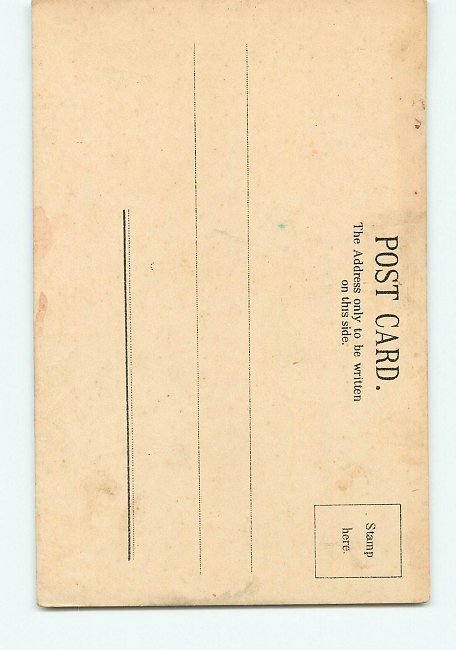 POST CARD.
The Address only to be written
on this side.
Stamp
here.